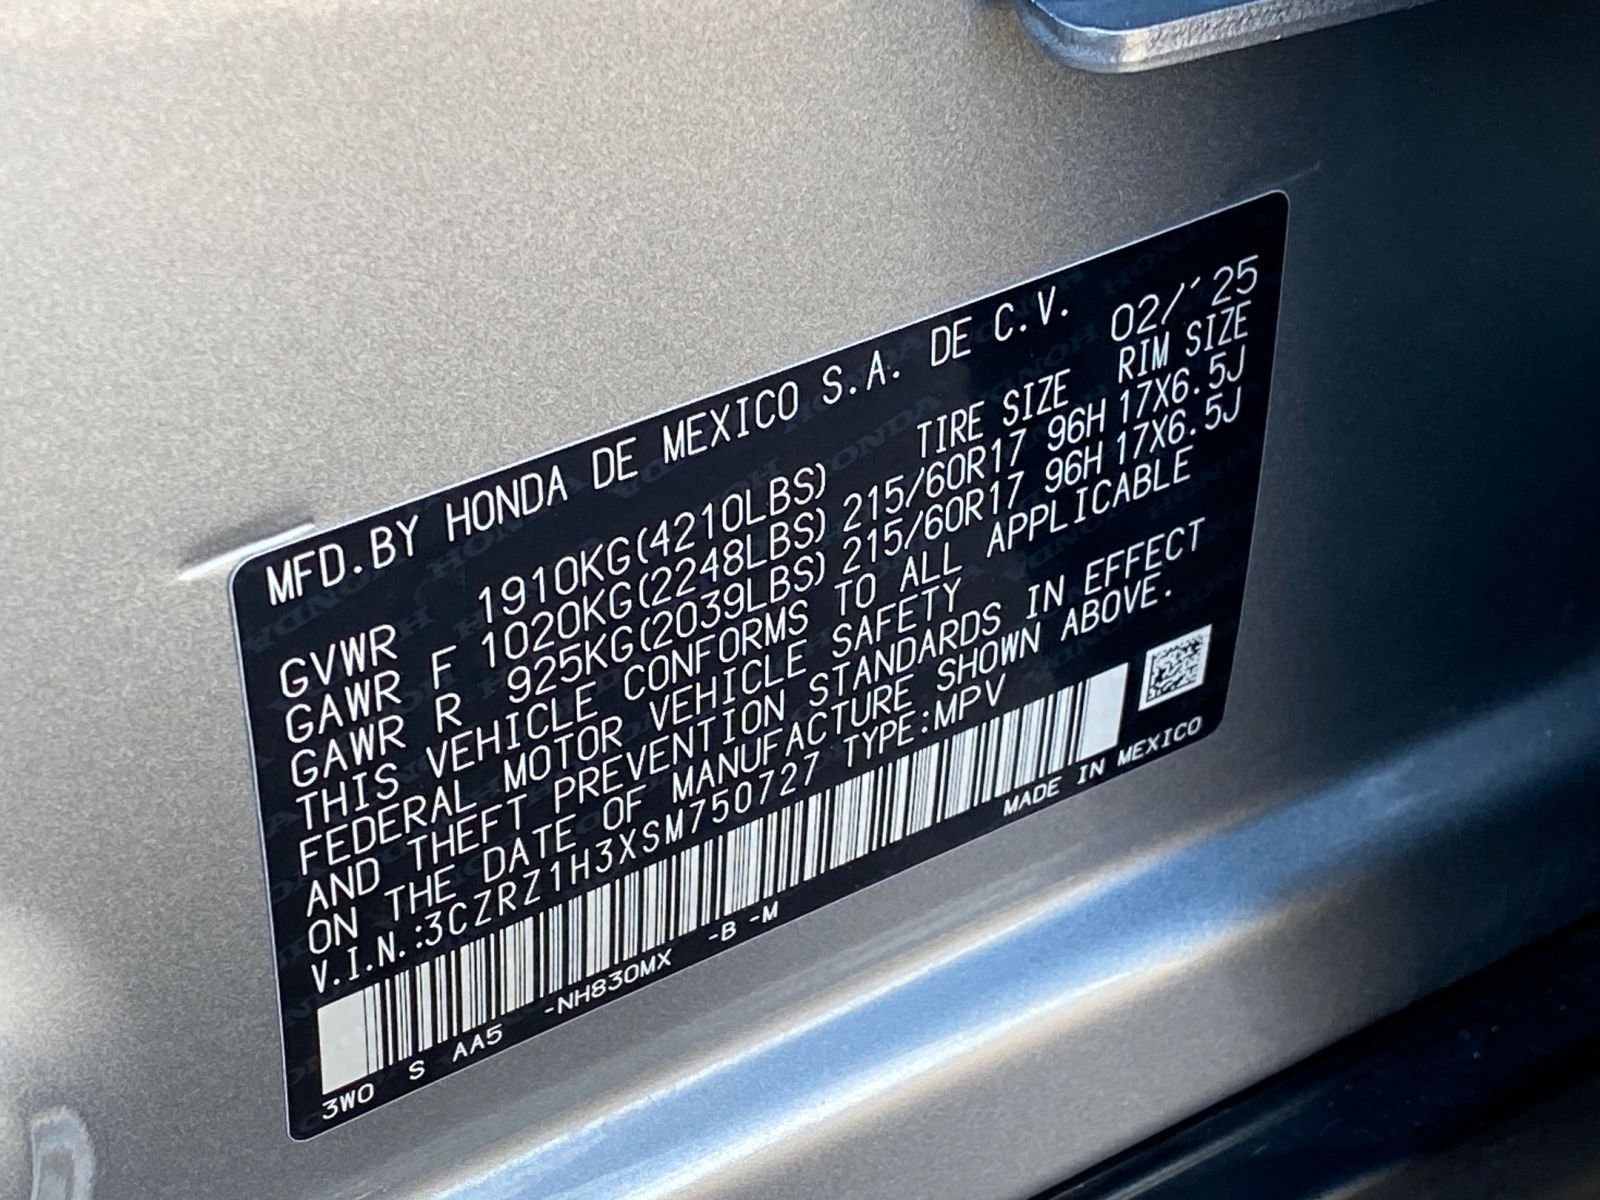 MFD.BY HONDA DE MEXICO S.A. DE C.V. 02/'25
TIRE SIZE RIM SIZE
GVWR 1910KG(4210LBS)
GAWR F 1020KG(2248LBS) 215/60R17 96H 17X6.5J
GAWR R 925KG(2039LBS) 215/60R17 96H 17X6.5J
THIS VEHICLE CONFORMS TO ALL APPLICABLE
FEDERAL MOTOR VEHICLE SAFETY
AND THEFT PREVENTION STANDARDS IN EFFECT
ON THE DATE OF MANUFACTURE SHOWN ABOVE.
V.I.N.:3CZRZ1H3XSM750727 TYPE:MPV
3W0 S AA5 -NH830MX -B -M MADE IN MEXICO